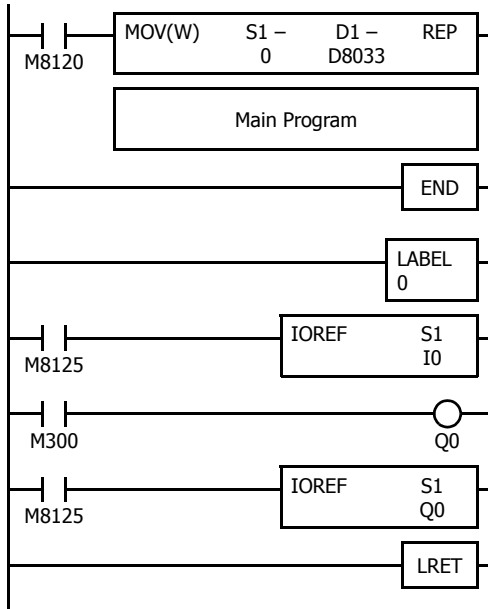 MOV(W) S1 – D1 – REP
M8120 0 D8033
Main Program
END
LABEL
0
IOREF S1
M8125 I0
M300 Q0
IOREF S1
M8125 Q0
LRET